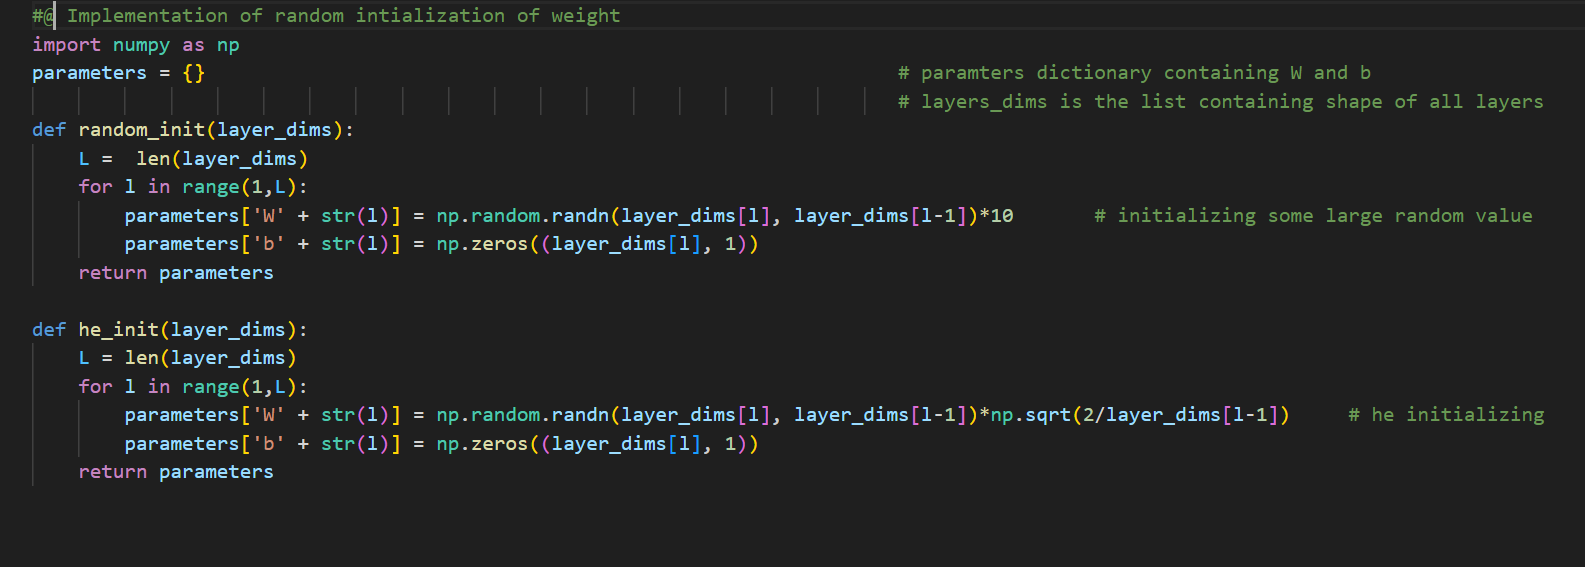 #@ Implementation of random intialization of weight
import numpy as np
parameters = {} # paramters dictionary containing W and b
# layers_dims is the list containing shape of all layers
def random_init(layer_dims):
    L =  len(layer_dims)
    for l in range(1,L):
        parameters['W' + str(l)] = np.random.randn(layer_dims[l], layer_dims[l-1])*10 # initializing some large random value
        parameters['b' + str(l)] = np.zeros((layer_dims[l], 1))
    return parameters
def he_init(layer_dims):
    L = len(layer_dims)
    for l in range(1,L):
        parameters['W' + str(l)] = np.random.randn(layer_dims[l], layer_dims[l-1])*np.sqrt(2/layer_dims[l-1]) # he initializing
        parameters['b' + str(l)] = np.zeros((layer_dims[l], 1))
    return parameters